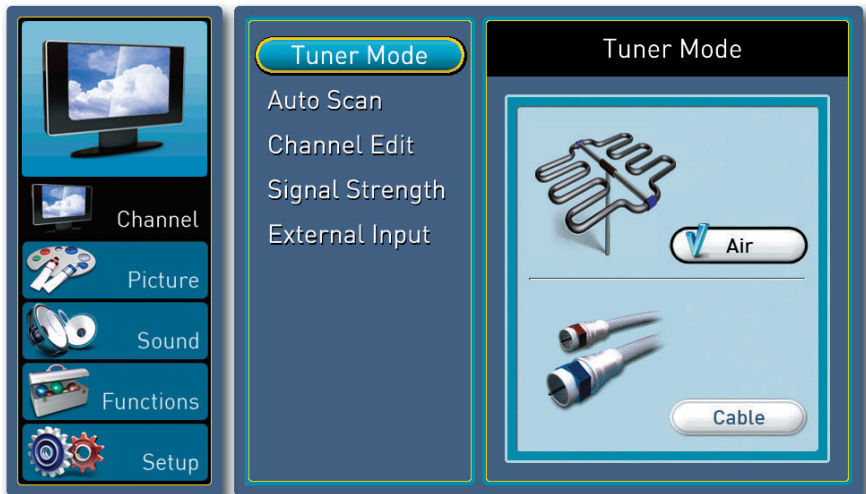 Channel
Picture
Sound
Functions
Setup
Tuner Mode
Auto Scan
Channel Edit
Signal Strength
External Input
Tuner Mode
Air
Cable